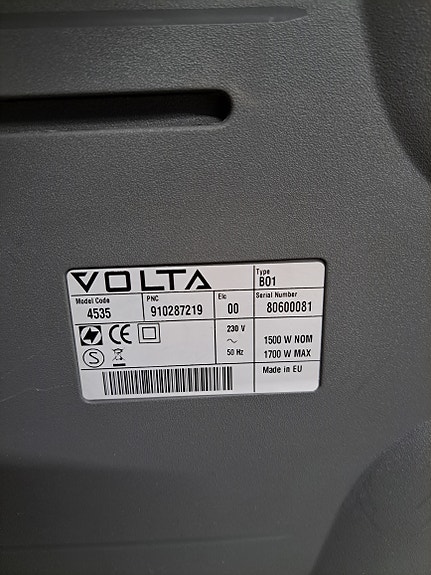 VOLTA
Type
B01
Model Code
4535
PNC
910287219
Elc
00
Serial Number
80600081
CE
S
230 V
~
50 Hz
1500 W NOM
1700 W MAX
Made in EU